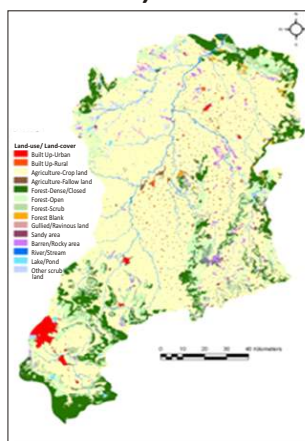 Land-use/ Land-cover
Built Up-Urban
Built Up-Rural
Agriculture-Crop land
Agriculture-Fallow land
Forest-Dense/Closed
Forest-Open
Forest-Scrub
Forest Blank
Gullied/Ravinous land
Sandy area
Barren/Rocky area
River/Stream
Lake/Pond
Other scrub
land
0
10
20
30
40 Kilometers